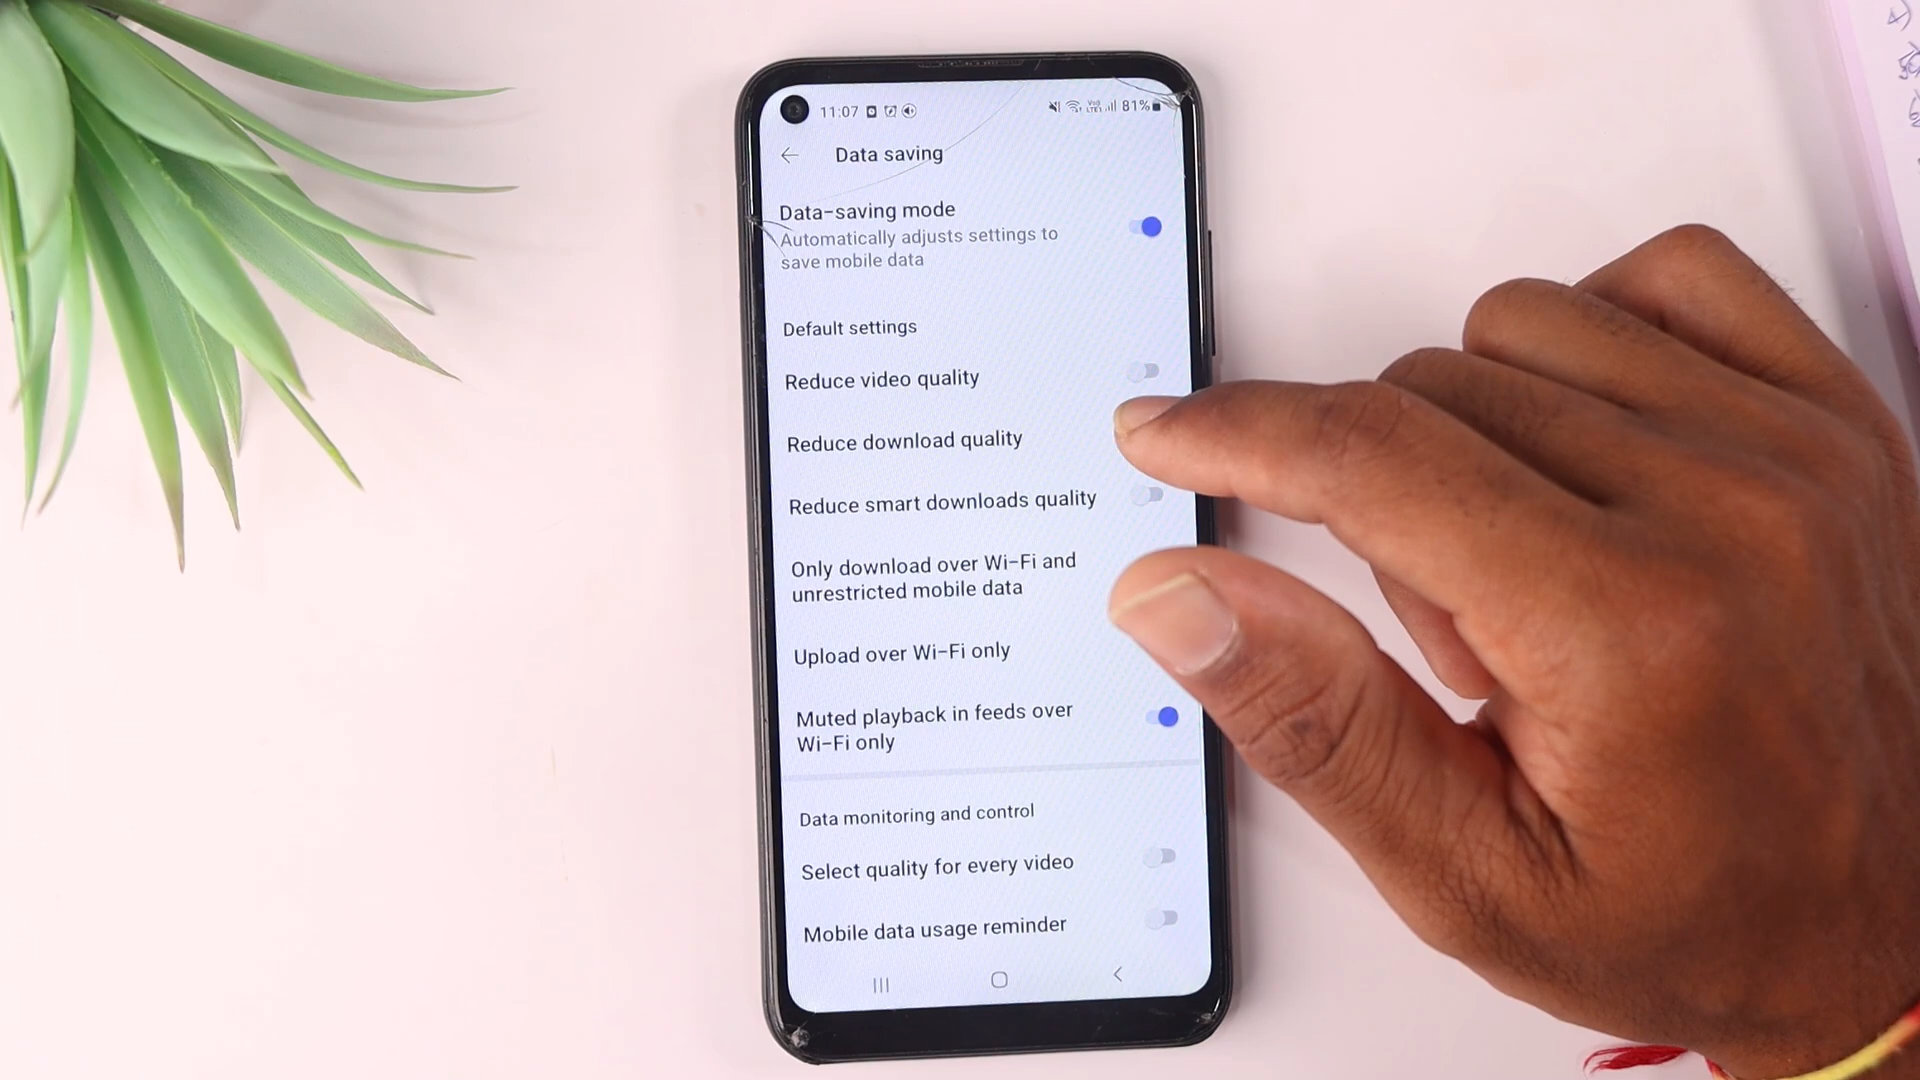 11:07 81%
Data saving
Data-saving mode
Automatically adjusts settings to
save mobile data
Default settings
Reduce video quality
Reduce download quality
Reduce smart downloads quality
Only download over Wi-Fi and
unrestricted mobile data
Upload over Wi-Fi only
Muted playback in feeds over
Wi-Fi only
Data monitoring and control
Select quality for every video
Mobile data usage reminder